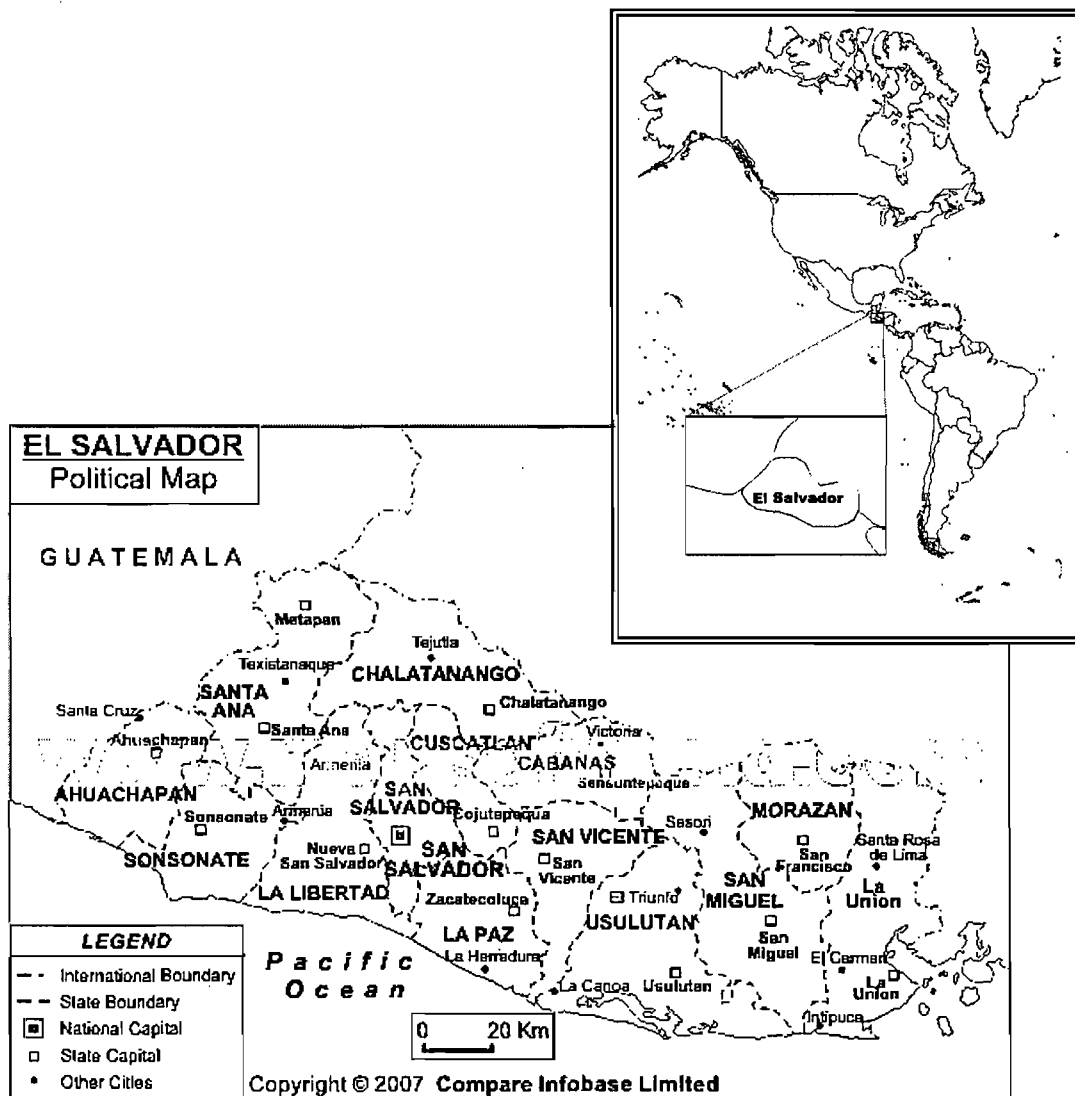 El Salvador
EL SALVADOR
Political Map
GUATEMALA
Metapan
Tejutla
Texistanaque
CHALATANANGO
SANTA
ANA
Chalatanango
Santa Cruz
Santa Ana
Ahuachapan
CUSCATLAN
Victoria
Armenia
CABANAS
Sensuntepeque
AHUACHAPAN
SAN
SALVADOR
MORAZAN
Sonsonate
Armenia
Cojutepequa
SAN VICENTE
Sesori
SONSONATE
Nueva
San Salvador
SAN
SALVADOR
San
Vicente
San
Francisco
Santa Rosa
de Lima
LA LIBERTAD
Zacatecoluca
Triunfo
SAN
MIGUEL
La
Union
USULUTAN
LA PAZ
San
Miguel
La Herradura
El Carman
Pacific
Ocean
La Canoa
Usulutan
La
Union
Intipuca
LEGEND
International Boundary
State Boundary
National Capital
State Capital
Other Cities
0 20 Km
Copyright © 2007 Compare Infobase Limited